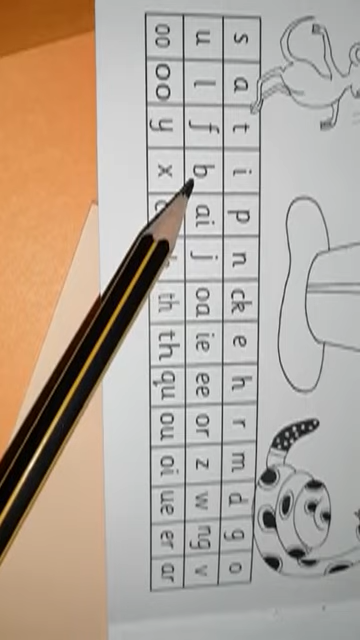 s a t i p n ck e h r m d g o
u l f b ai j oa ie ee or z w ng v
oo oo y x th th qu ou oi ue er ar